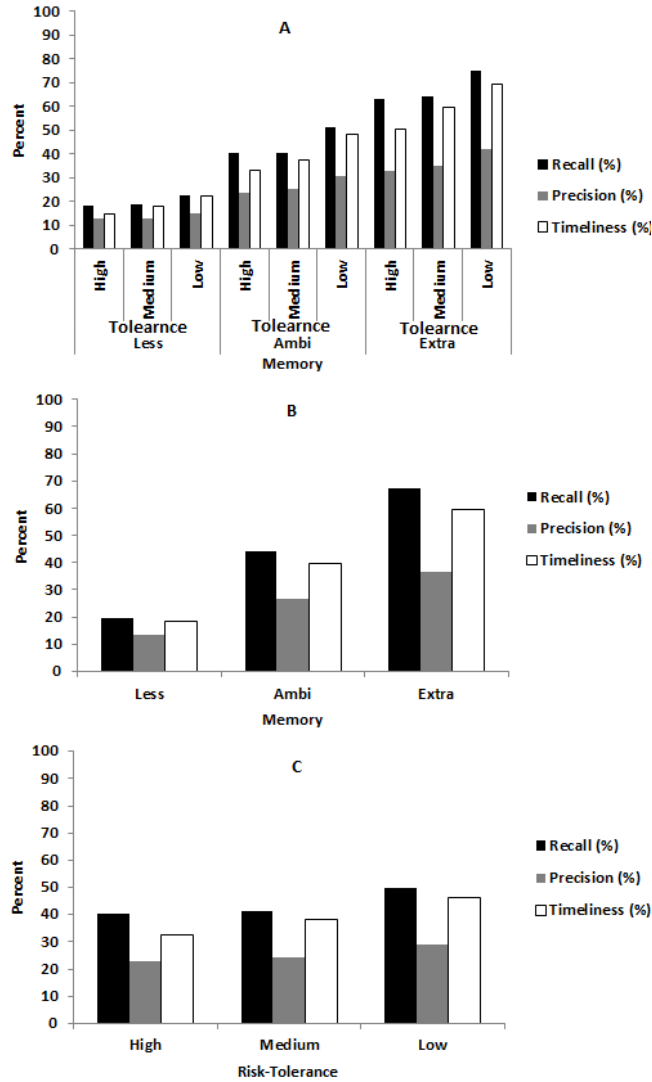 A
100
90
80
70
60
50
40
30
20
10
0
Percent
Recall (%)
Precision (%)
Timeliness (%)
High Medium Low High Medium Low High Medium Low
Tolearnce Tolearnce Tolearnce
Less Ambi Extra
Memory
B
100
90
80
70
60
50
40
30
20
10
0
Percent
Recall (%)
Precision (%)
Timeliness (%)
Less Ambi Extra
Memory
C
100
90
80
70
60
50
40
30
20
10
0
Percent
Recall (%)
Precision (%)
Timeliness (%)
High Medium Low
Risk-Tolerance